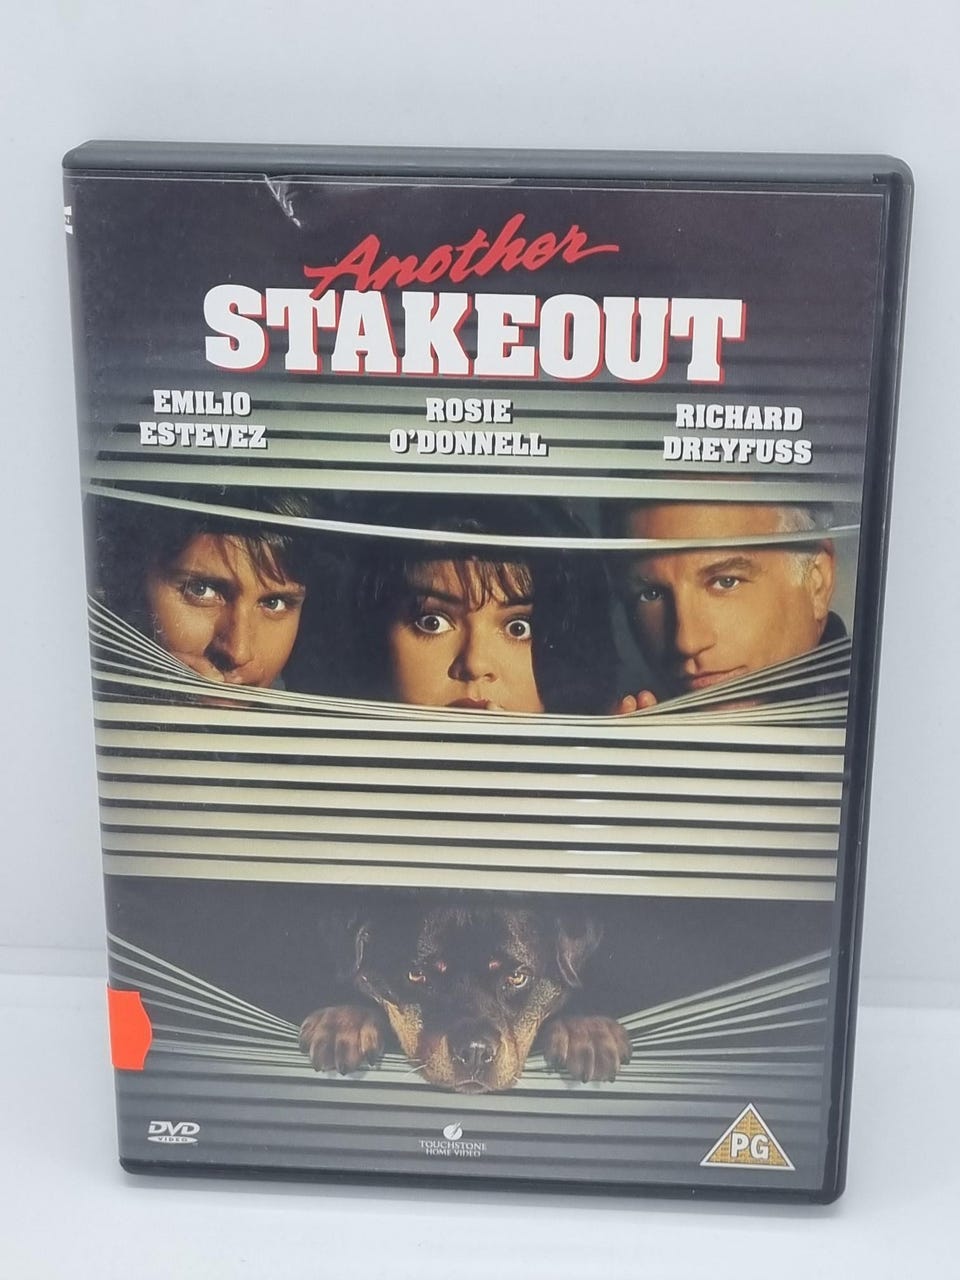 Another
STAKEOUT
EMILIO
ESTEVEZ
ROSIE
O'DONNELL
RICHARD
DREYFUSS
DVD
VIDEO
TOUCHSTONE
HOME VIDEO
PG